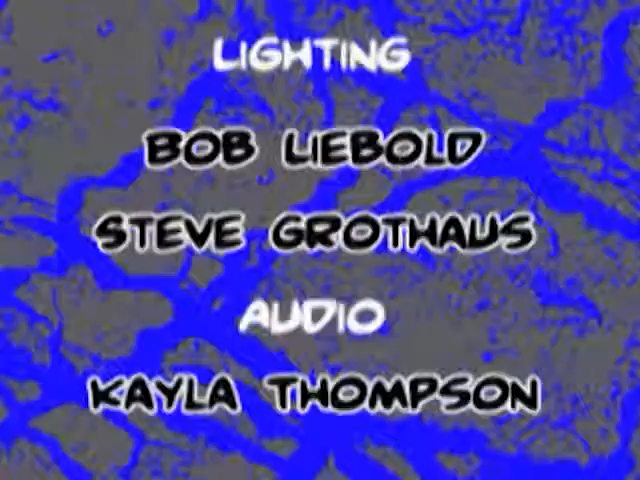 LIGHTING
BOB LIEBOLD
STEVE GROTHAUS
AUDIO
KAYLA THOMPSON